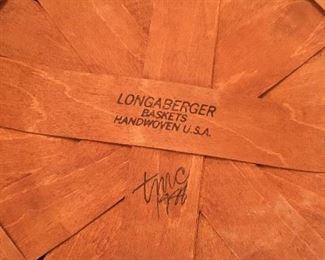 LONGABERGER
BASKETS
HANDWOVEN U.S.A.
tmc